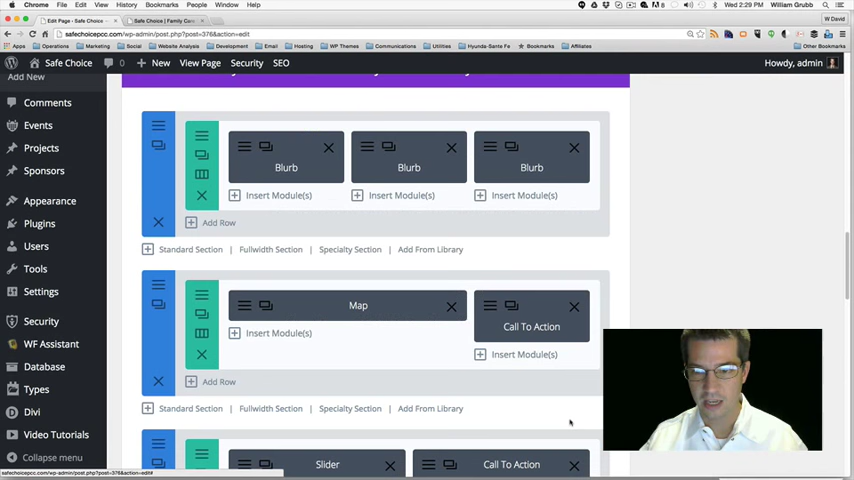 Chrome File Edit View History Bookmarks People Window Help
Wed 2:29 PM William Grubb
Edit Page - Safe Choice
Safe Choice | Family Car
W David
safechoicepcc.com/wp-admin/post.php?post=376&action=edit
Apps Operations Marketing Social Website Analysis Development Email Hosting WP Themes Communications Utilities Hyunda-Sante Fe Bookmarks Affiliates Other Bookmarks
Safe Choice 0 New View Page Security SEO Howdy, admin
Add New
Comments
Events
Projects
Sponsors
Appearance
Plugins
Users
Tools
Settings
Security
WF Assistant
Database
Types
Divi
Video Tutorials
Collapse menu
Blurb Blurb Blurb
Insert Module(s) Insert Module(s) Insert Module(s)
Add Row
Standard Section | Fullwidth Section | Specialty Section | Add From Library
Map
Call To Action
Insert Module(s)
Insert Module(s)
Add Row
Standard Section | Fullwidth Section | Specialty Section | Add From Library
Slider Call To Action
safechoicepcc.com/wp-admin/post.php?post=376&action=edit#